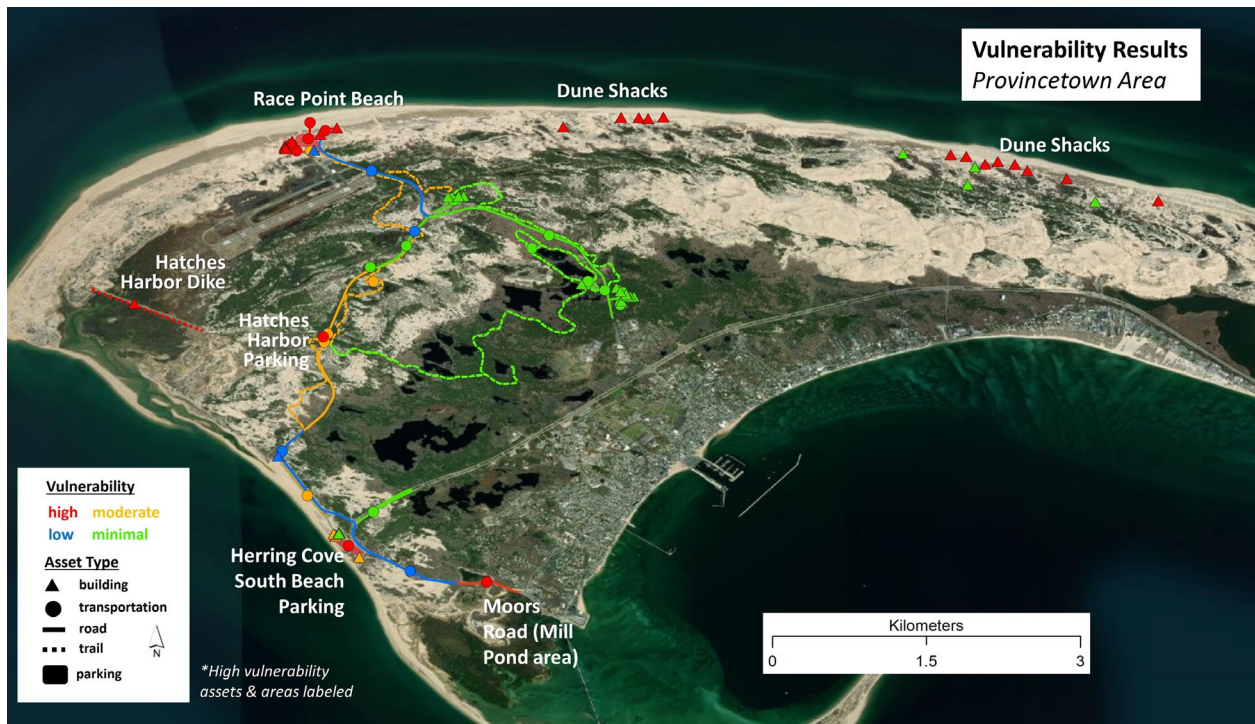 Vulnerability Results
Provincetown Area
Race Point Beach
Dune Shacks
Dune Shacks
Hatches
Harbor Dike
Hatches
Harbor
Parking
Herring Cove
South Beach
Parking
Moors
Road (Mill
Pond area)
Vulnerability
high moderate
low minimal
Asset Type
building
transportation
road
trail
N
parking
*High vulnerability
assets & areas labeled
Kilometers
0 1.5 3